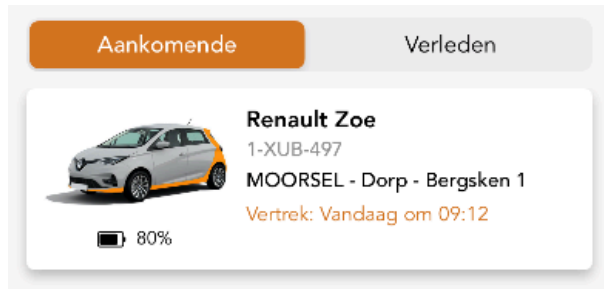 Aankomende
Verleden
Renault Zoe
1-XUB-497
MOORSEL - Dorp - Bergsken 1
Vertrek: Vandaag om 09:12
80%